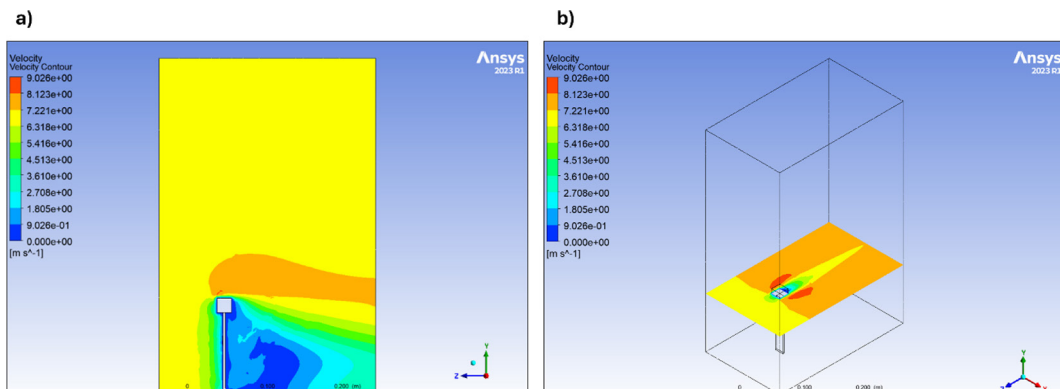 a)
Velocity
Velocity Contour
9.026e+00
8.123e+00
7.221e+00
6.318e+00
5.416e+00
4.513e+00
3.610e+00
2.708e+00
1.805e+00
9.026e-01
0.000e+00
[m s^-1]
Ansys
2023 R1
0
0.100
0.200 (m)
Y
Z
b)
Velocity
Velocity Contour
9.026e+00
8.123e+00
7.221e+00
6.318e+00
5.416e+00
4.513e+00
3.610e+00
2.708e+00
1.805e+00
9.026e-01
0.000e+00
[m s^-1]
Ansys
2023 R1
0
0.100
0.200 (m)
Y
Z
X